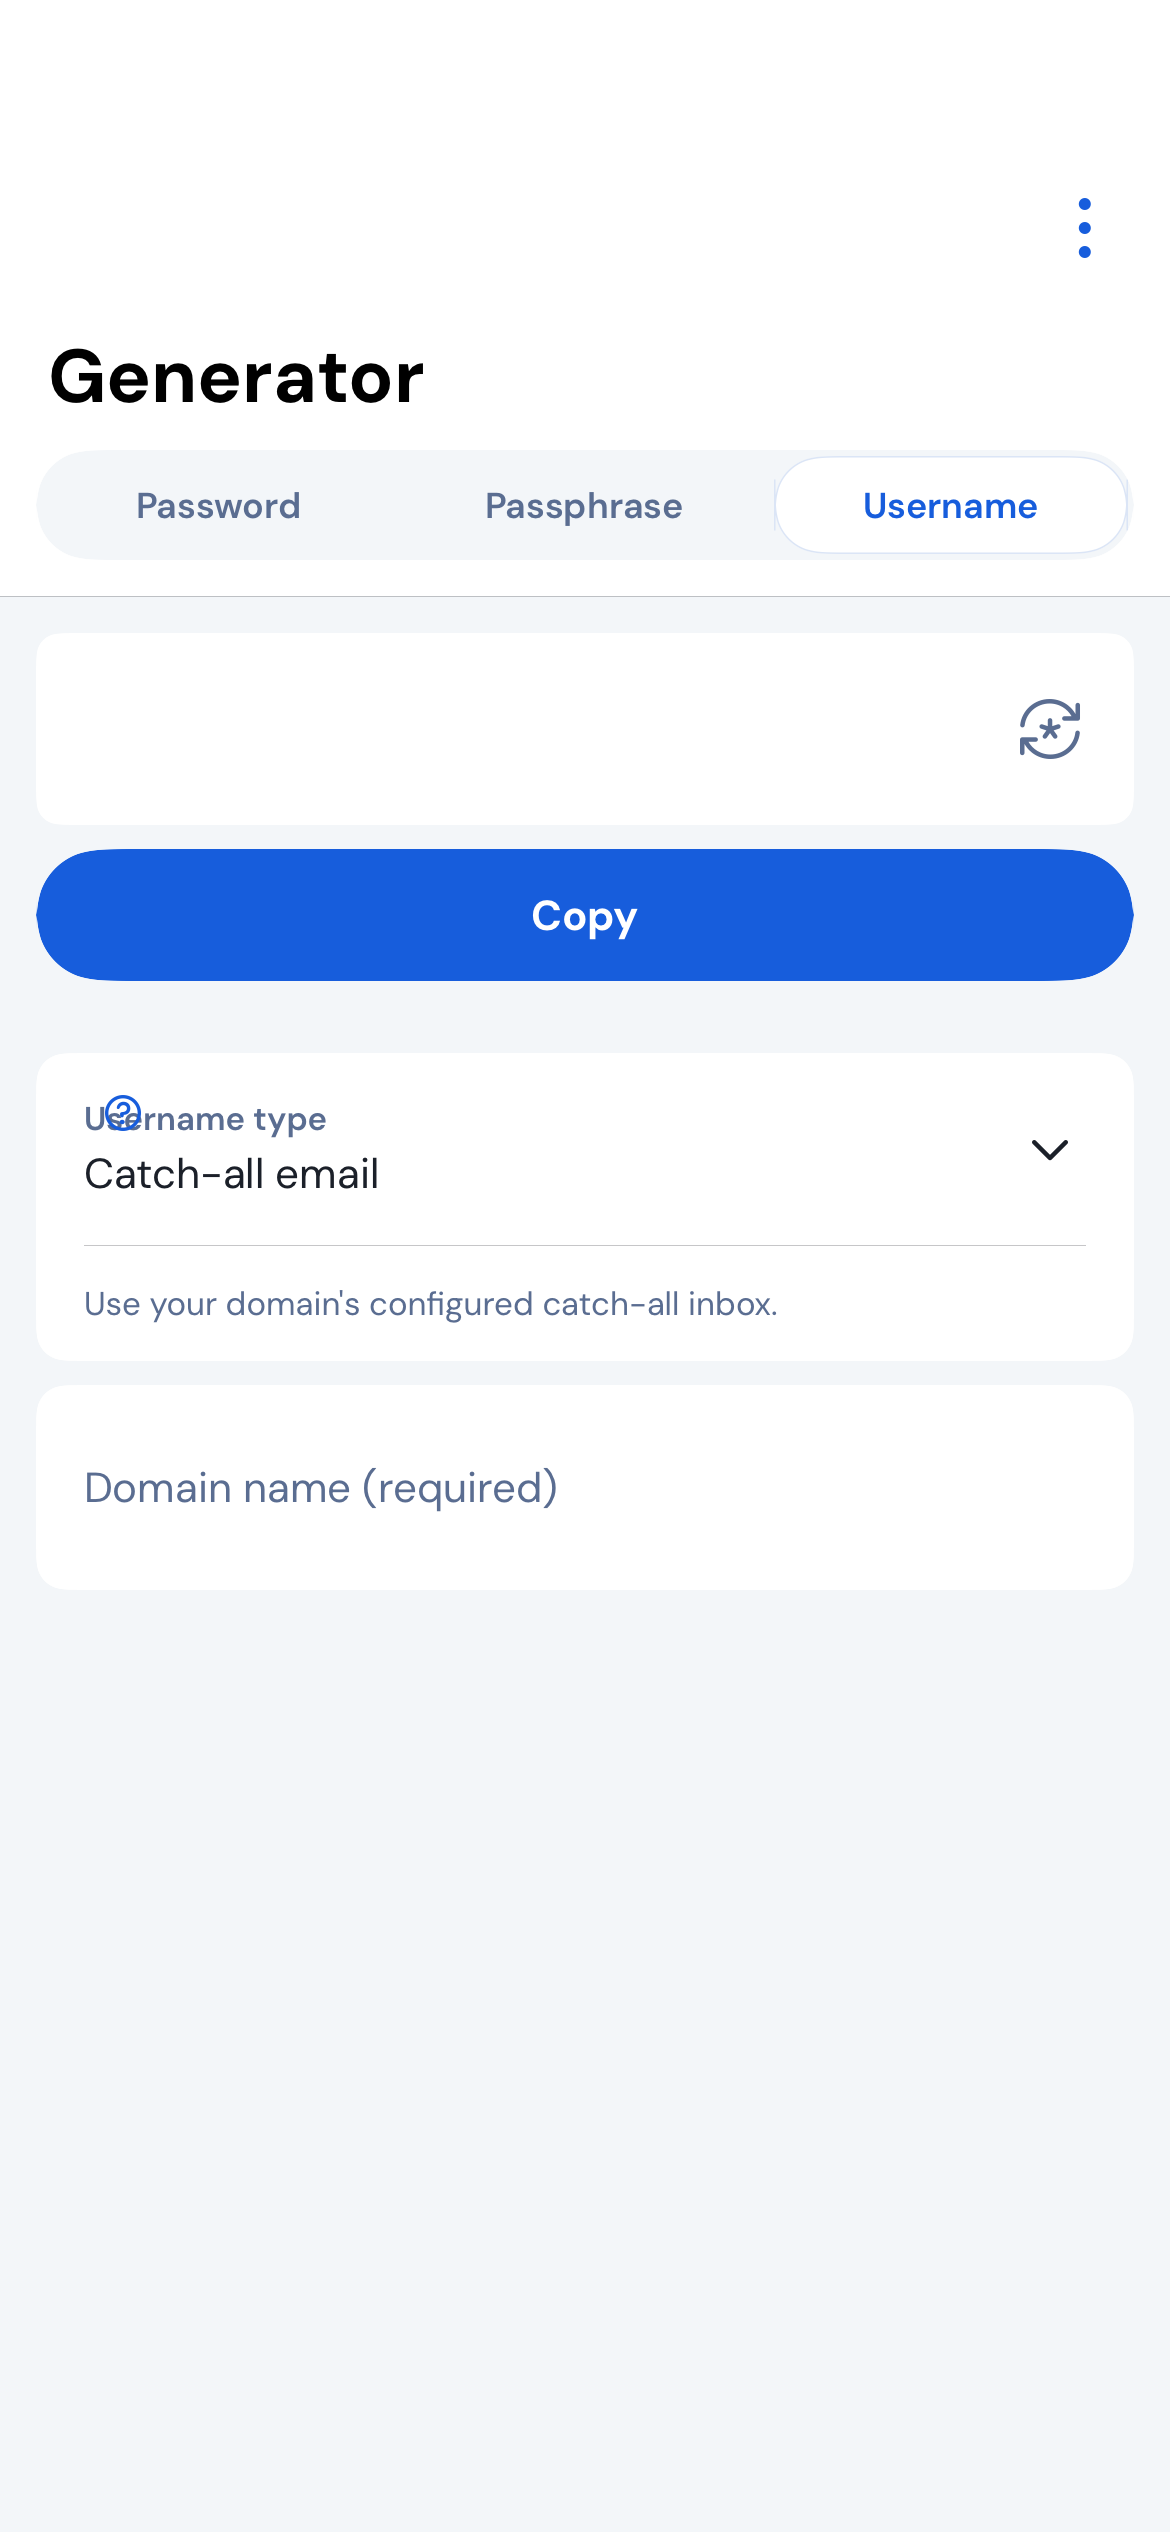 Generator
Password
Passphrase
Username
Copy
Username type
Catch-all email
Use your domain's configured catch-all inbox.
Domain name (required)